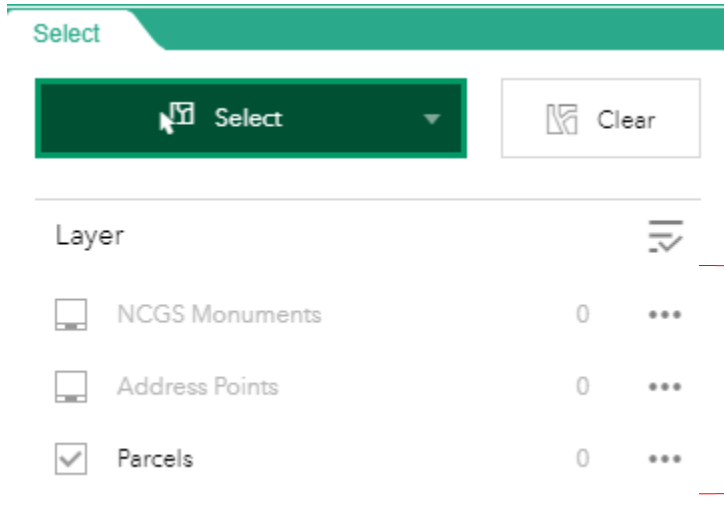 Select
Select Clear
Layer
NCGS Monuments 0
Address Points 0
Parcels 0